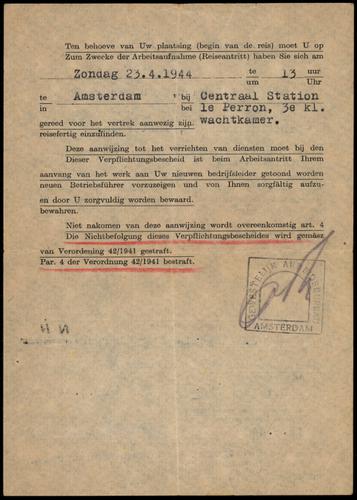 Ten behoeve van Uw plaatsing (begin van de reis) moet U op
Zum Zwecke der Arbeitsaufnahme (Reiseantritt) haben Sie sich am
Zondag 23.4.1944 te 13 uur
um Uhr
te Amsterdam bij Centraal Station
in bei 1e Perron, 3e kl.
gereed voor het vertrek aanwezig zijn. wachtkamer.
reisefertig einzufinden.
Deze aanwijzing tot het verrichten van diensten moet bij den
Dieser Verpflichtungsbescheid ist beim Arbeitsantritt Ihrem
aanvang van het werk aan Uw nieuwen bedrijfsleider getoond worden
neuen Betriebsführer vorzuzeigen und von Ihnen sorgfältig aufzu-
en door U zorgvuldig worden bewaard.
bewahren.
Niet nakomen van deze aanwijzing wordt overeenkomstig art. 4
Die Nichtbefolgung dieses Verpflichtungsbescheides wird gemäsz
van Verordening 42/1941 gestraft.
Par. 4 der Verordnung 42/1941 bestraft.
GEWESTELIJK ARBEIDSBUREAU
AMSTERDAM